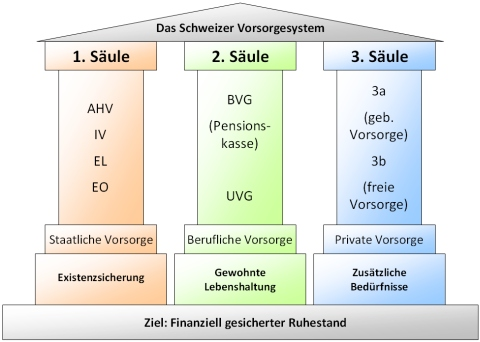 Das Schweizer Vorsorgesystem
1. Säule
AHV
IV
EL
EO
Staatliche Vorsorge
Existenzsicherung
2. Säule
BVG
(Pensions-
kasse)
UVG
Berufliche Vorsorge
Gewohnte
Lebenshaltung
3. Säule
3a
(geb.
Vorsorge)
3b
(freie
Vorsorge)
Private Vorsorge
Zusätzliche
Bedürfnisse
Ziel: Finanziell gesicherter Ruhestand